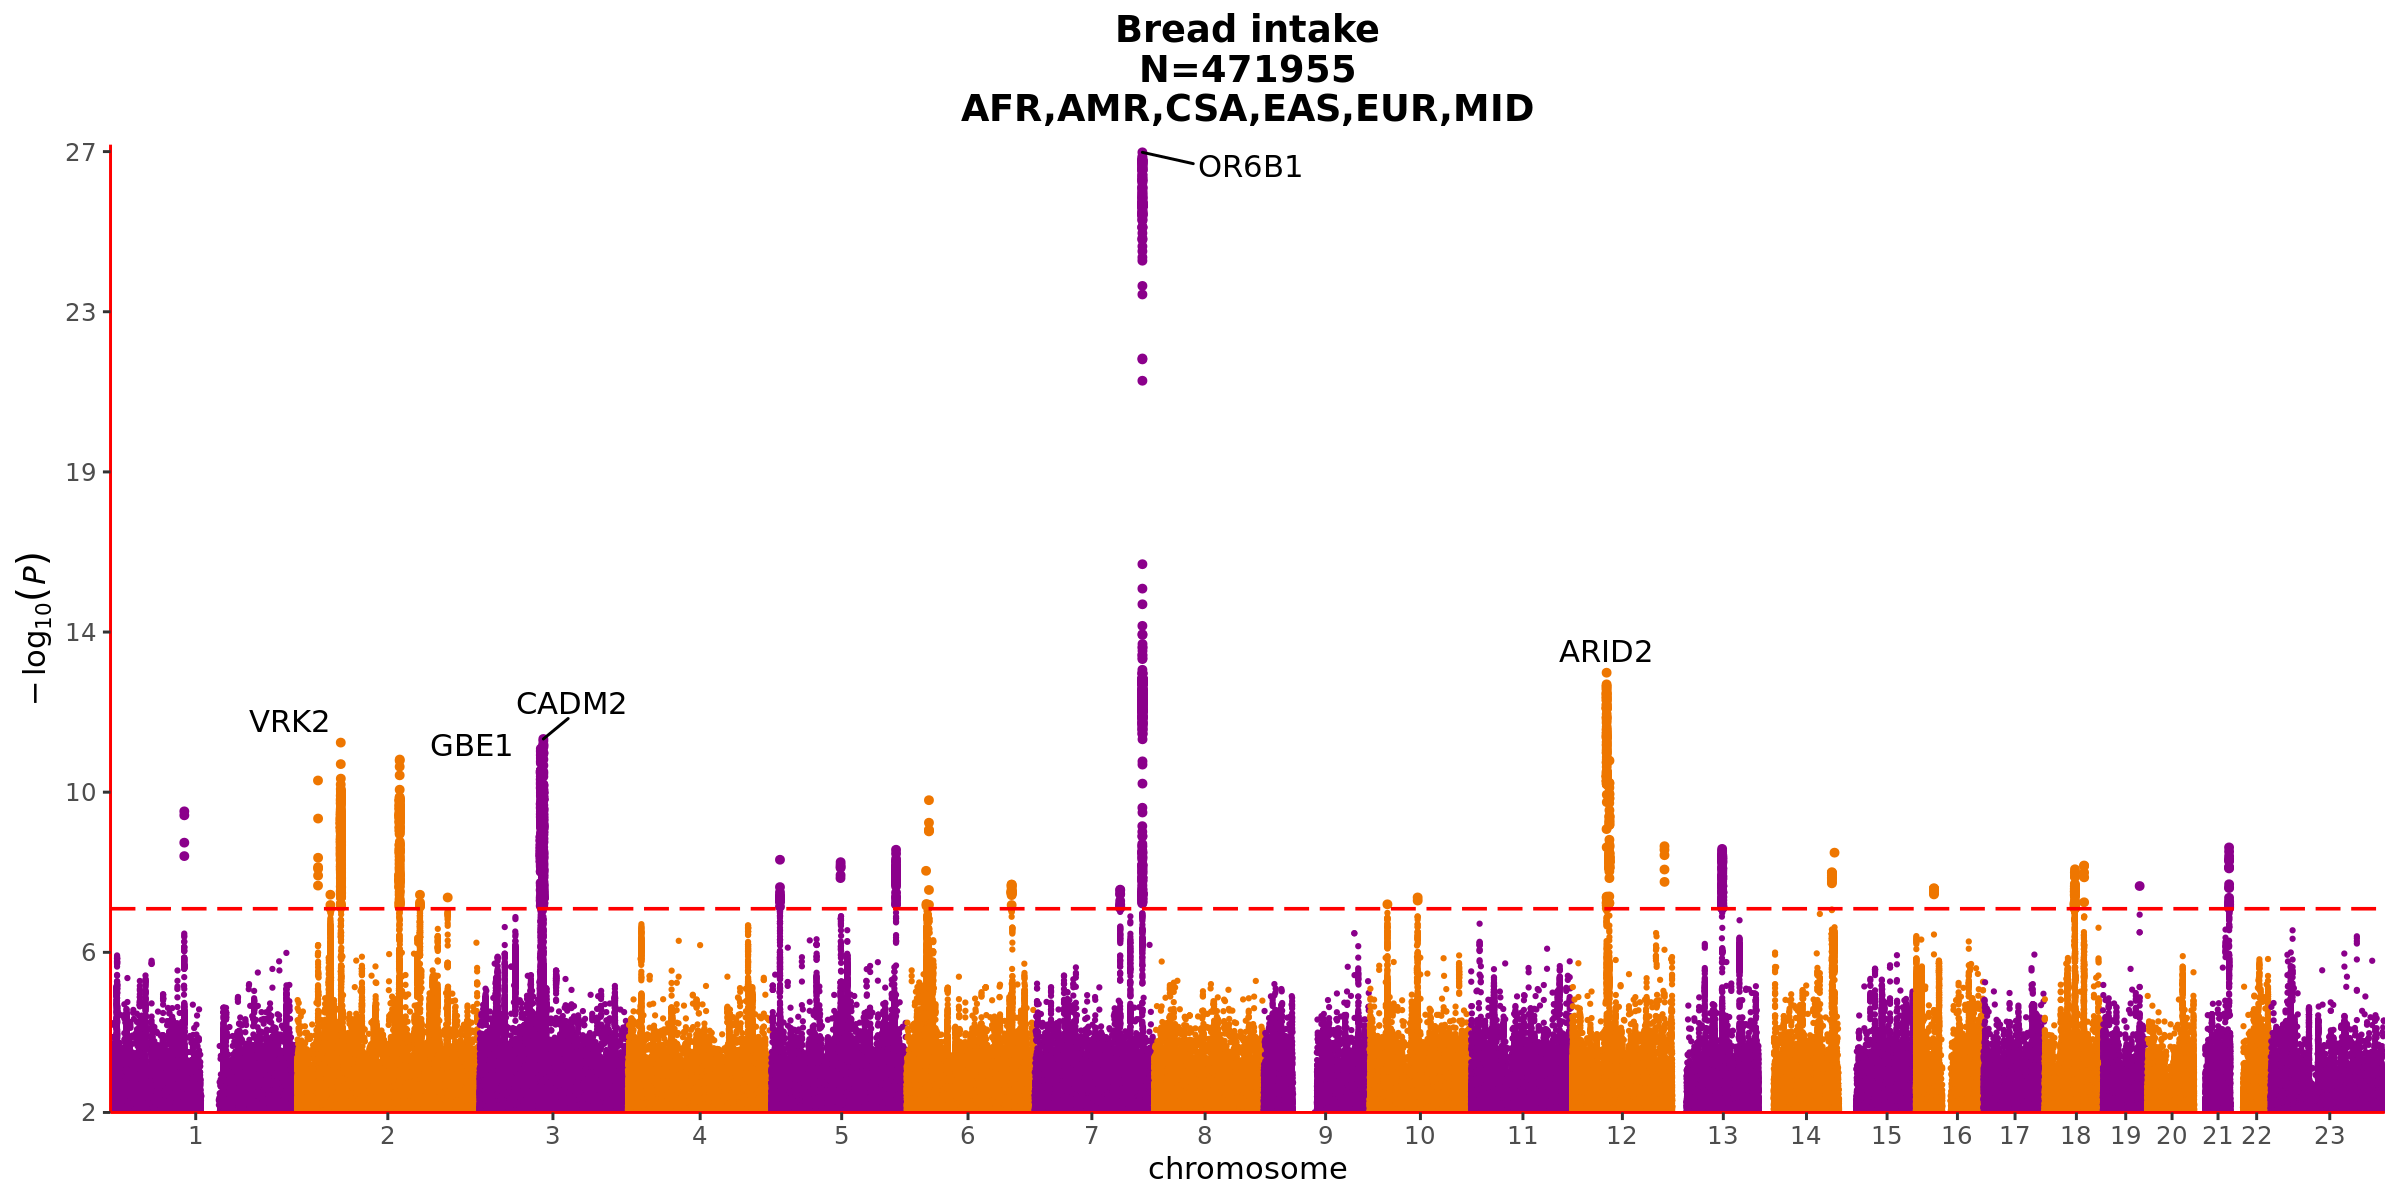 Bread intake
N=471955
AFR,AMR,CSA,EAS,EUR,MID
27
23
19
14
10
6
2
−log10(P)
OR6B1
ARID2
CADM2
VRK2
GBE1
1 2 3 4 5 6 7 8 9 10 11 12 13 14 15 16 17 18 19 20 21 22 23
chromosome